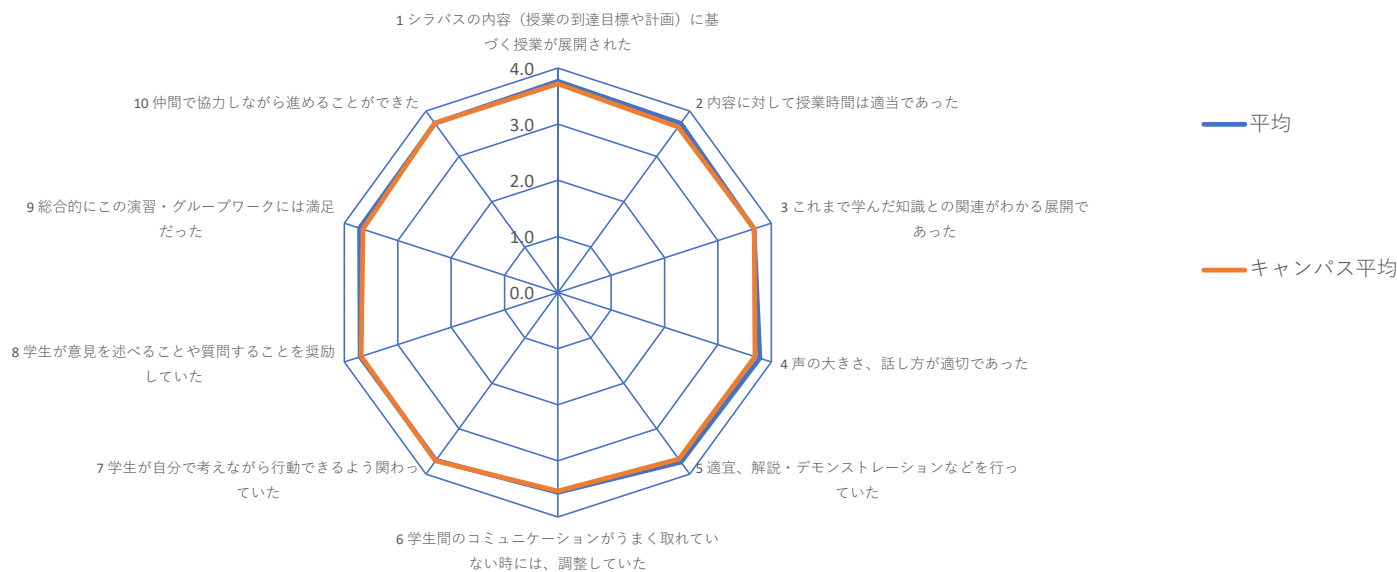 1 シラバスの内容（授業の到達目標や計画）に基
づく授業が展開された
4.0
10 仲間で協力しながら進めることができた
2 内容に対して授業時間は適当であった
平均
3.0
2.0
9 総合的にこの演習・グループワークには満足
だった
3 これまで学んだ知識との関連がわかる展開で
あった
1.0
キャンパス平均
0.0
8 学生が意見を述べることや質問することを奨励
していた
4 声の大きさ、話し方が適切であった
7 学生が自分で考えながら行動できるよう関わっ
ていた
5 適宜、解説・デモンストレーションなどを行っ
ていた
6 学生間のコミュニケーションがうまく取れてい
ない時には、調整していた